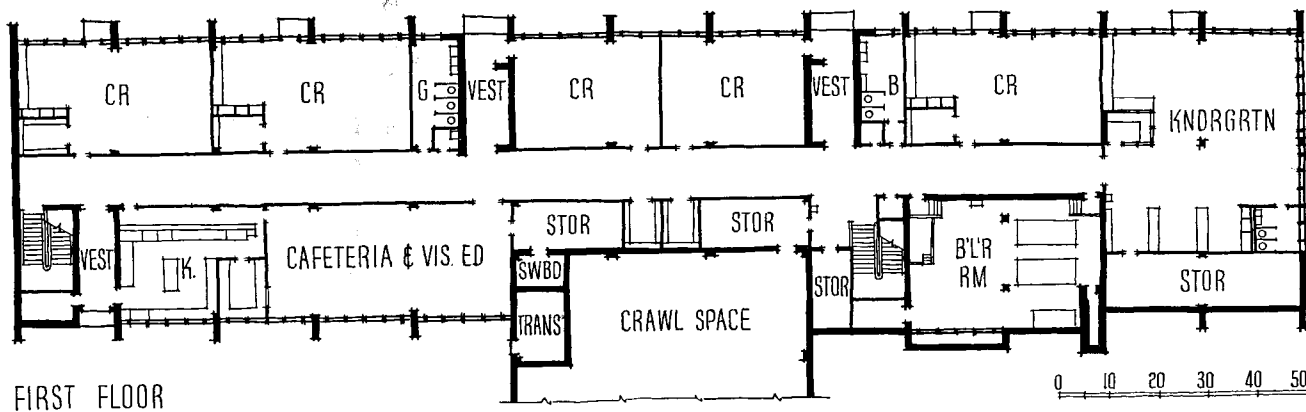 CR
CR
G
VEST
CR
CR
VEST
B
CR
KNDRGRTN
VEST
K.
CAFETERIA & VIS. ED
STOR
STOR
SWBD
TRANS
CRAWL SPACE
STOR
B'L'R
RM
STOR
FIRST FLOOR
0 10 20 30 40 50